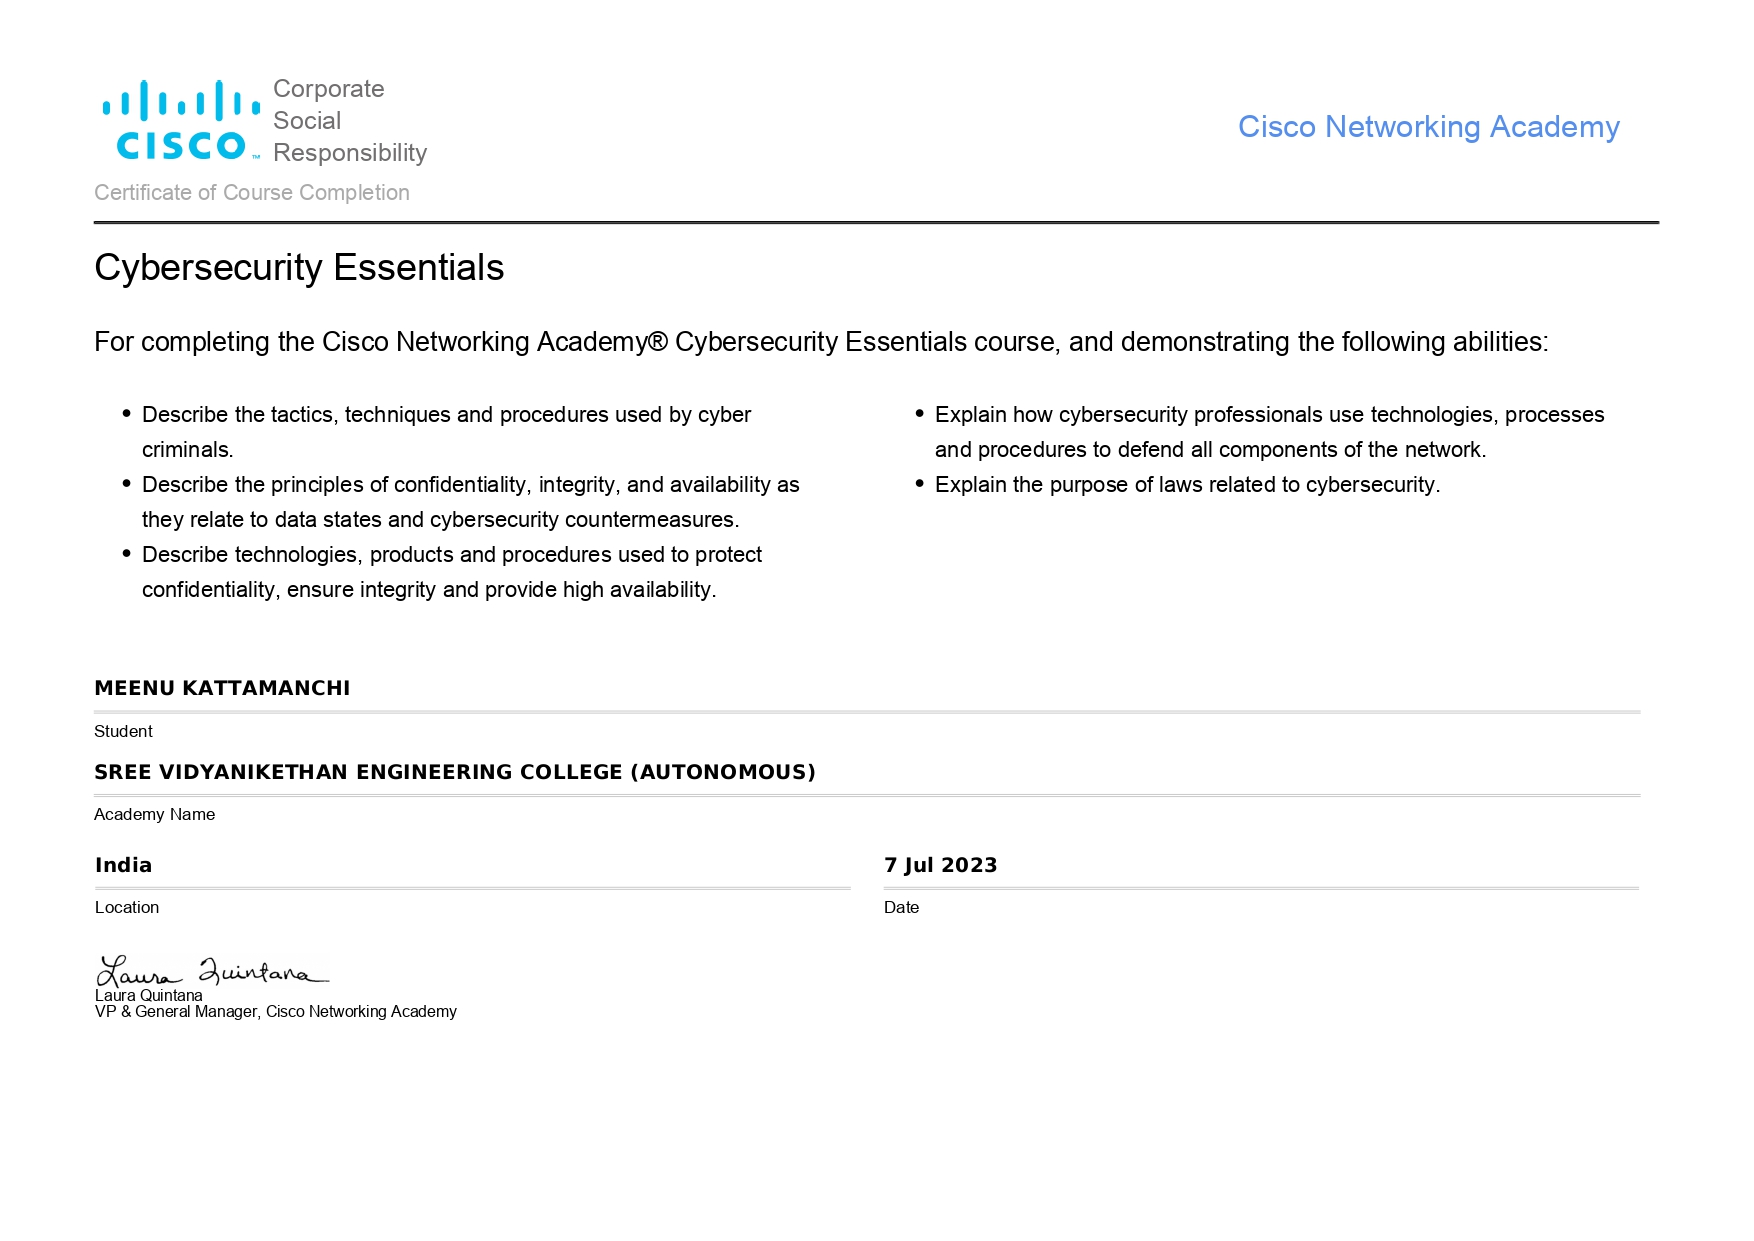 Corporate
Social
Responsibility
CISCO ™
Cisco Networking Academy
Certificate of Course Completion
Cybersecurity Essentials
For completing the Cisco Networking Academy® Cybersecurity Essentials course, and demonstrating the following abilities:
• Describe the tactics, techniques and procedures used by cyber
criminals.
• Describe the principles of confidentiality, integrity, and availability as
they relate to data states and cybersecurity countermeasures.
• Describe technologies, products and procedures used to protect
confidentiality, ensure integrity and provide high availability.
• Explain how cybersecurity professionals use technologies, processes
and procedures to defend all components of the network.
• Explain the purpose of laws related to cybersecurity.
MEENU KATTAMANCHI
Student
SREE VIDYANIKETHAN ENGINEERING COLLEGE (AUTONOMOUS)
Academy Name
India
Location
7 Jul 2023
Date
Laura Quintana
Laura Quintana
VP & General Manager, Cisco Networking Academy